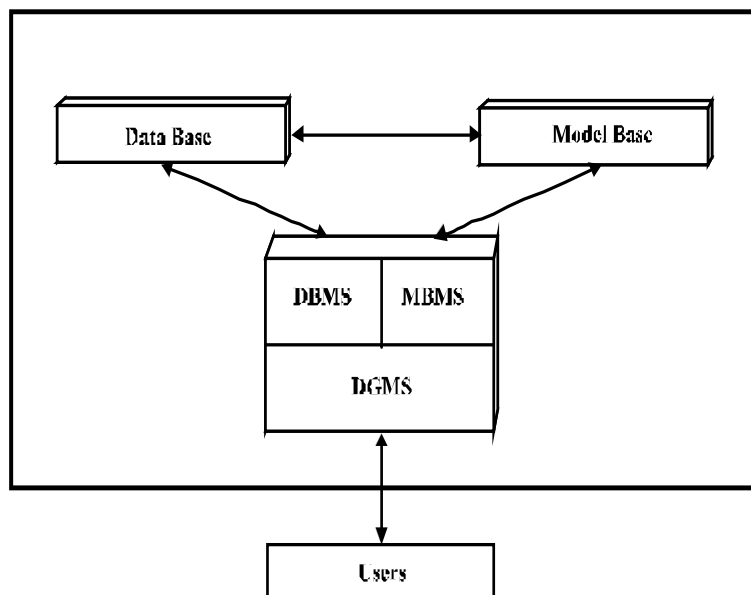 Data Base
Model Base
DBMS
MBMS
DGMS
Users